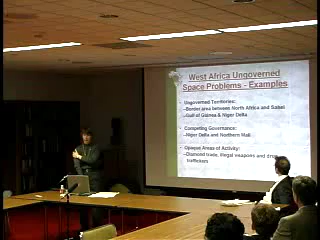 West Africa Ungoverned
Space Problems - Examples
Ungoverned Territories:
–Border area between North Africa and Sahel
–Gulf of Guinea & Niger Delta
Competing Governance:
–Niger Delta and Northern Mali
Opaque Areas of Activity:
–Diamond trade, illegal weapons and drug
traffickers